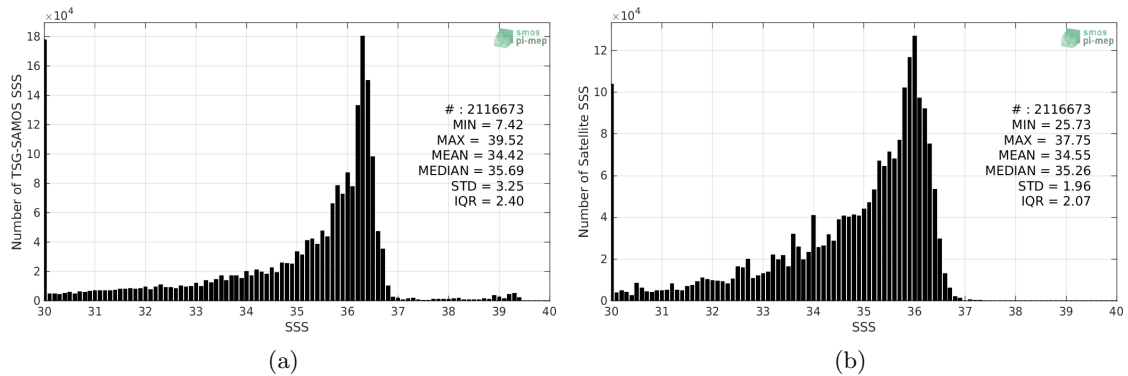 ×10⁴
18
16
14
12
10
8
6
4
2
0
Number of TSG-SAMOS SSS
smos
pi-mep
# : 2116673
MIN = 7.42
MAX = 39.52
MEAN = 34.42
MEDIAN = 35.69
STD = 3.25
IQR = 2.40
30 31 32 33 34 35 36 37 38 39 40
SSS
(a)
×10⁴
12
10
8
6
4
2
0
Number of Satellite SSS
smos
pi-mep
# : 2116673
MIN = 25.73
MAX = 37.75
MEAN = 34.55
MEDIAN = 35.26
STD = 1.96
IQR = 2.07
30 31 32 33 34 35 36 37 38 39 40
SSS
(b)